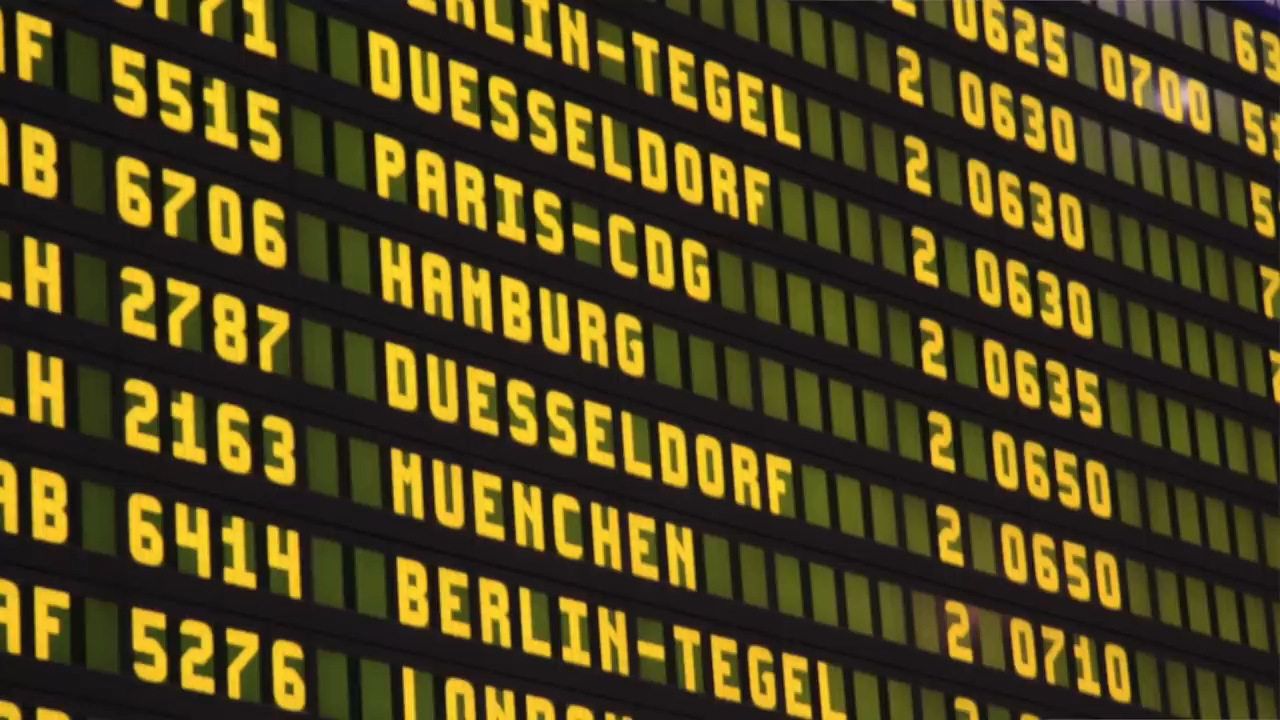 2 0625 0700
2 0630
BERLIN-TEGEL 2 0630
DUESSELDORF 2 0630
AF 5515 PARIS-CDG 2 0635
AB 6706 HAMBURG 2 0650
LH 2787 DUESSELDORF 2 0650
LH 2163 MUENCHEN 2 0710
AB 6414 BERLIN-TEGEL 2
AF 5276 LONDON